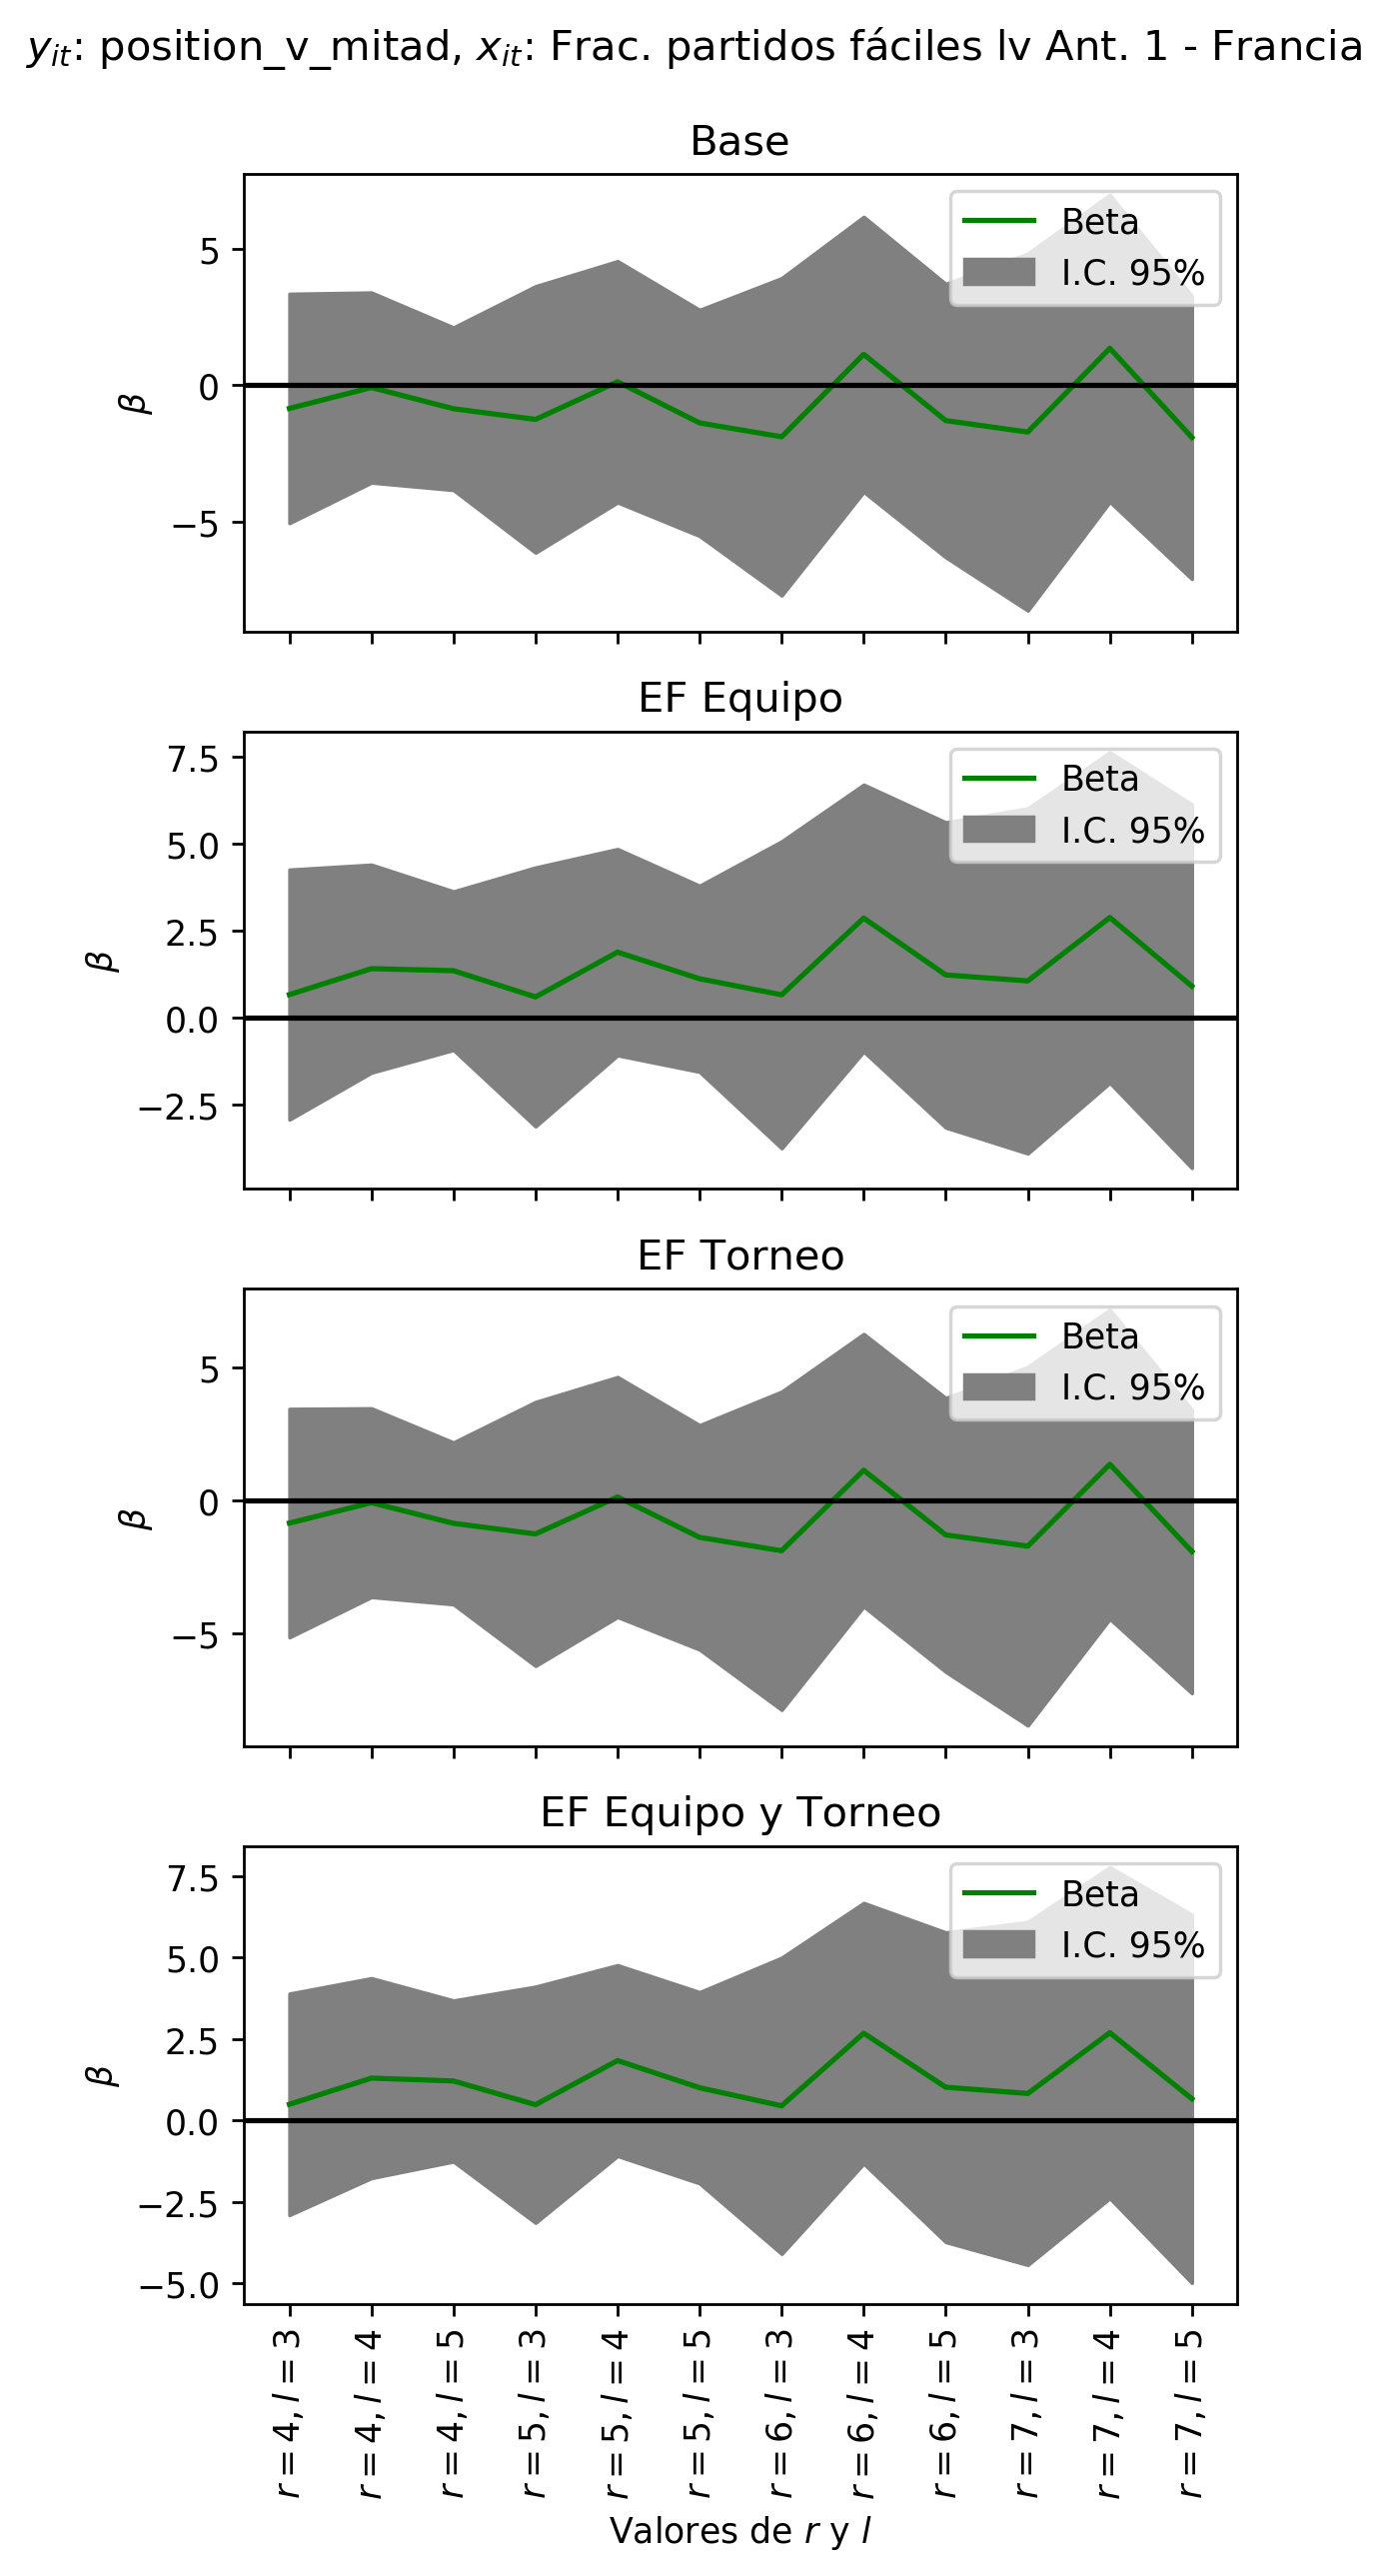 y_it: position_v_mitad, x_it: Frac. partidos fáciles lv Ant. 1 - Francia
Base
Beta
I.C. 95%
5
0
−5
β
EF Equipo
Beta
I.C. 95%
7.5
5.0
2.5
0.0
−2.5
β
EF Torneo
Beta
I.C. 95%
5
0
−5
β
EF Equipo y Torneo
Beta
I.C. 95%
7.5
5.0
2.5
0.0
−2.5
−5.0
β
r = 4, l = 3
r = 4, l = 4
r = 4, l = 5
r = 5, l = 3
r = 5, l = 4
r = 5, l = 5
r = 6, l = 3
r = 6, l = 4
r = 6, l = 5
r = 7, l = 3
r = 7, l = 4
r = 7, l = 5
Valores de r y l